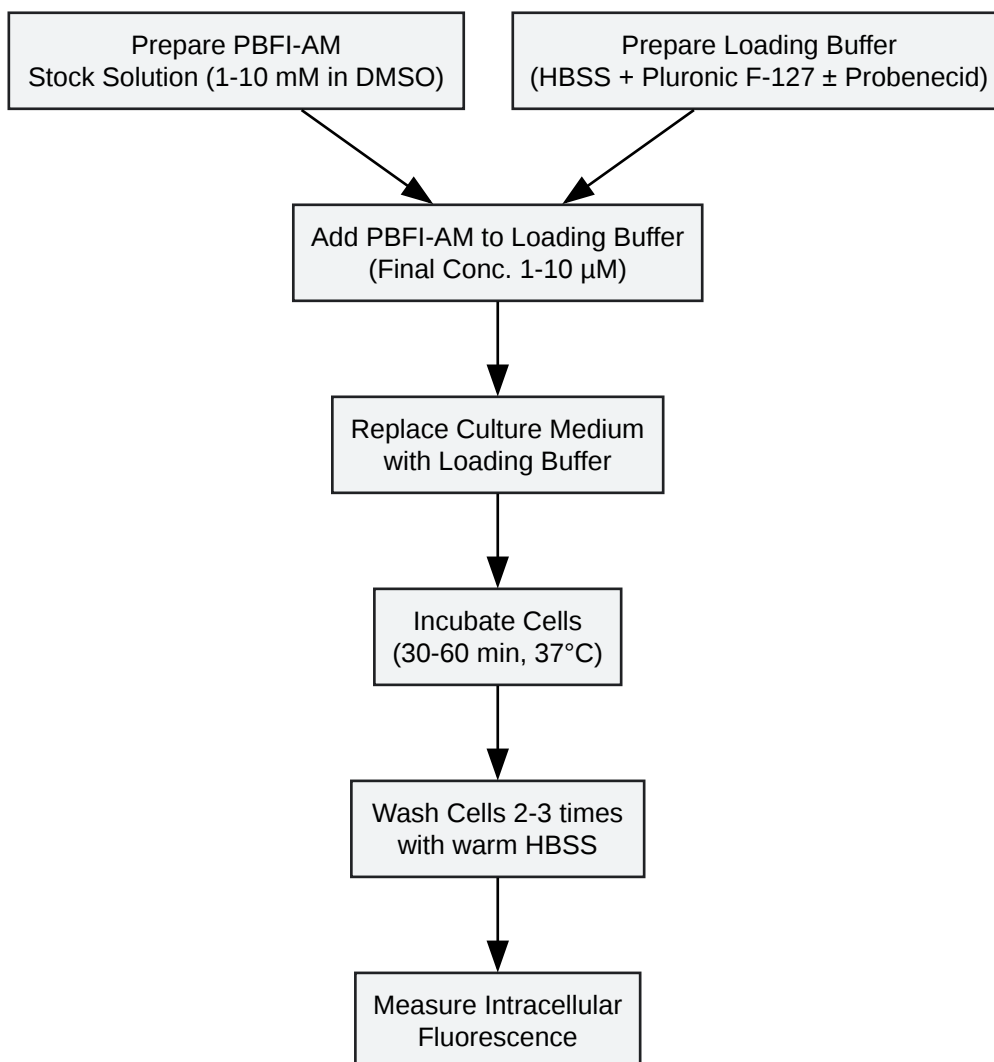 Prepare PBFI-AM
Stock Solution (1-10 mM in DMSO)
Prepare Loading Buffer
(HBSS + Pluronic F-127 ± Probenecid)
Add PBFI-AM to Loading Buffer
(Final Conc. 1-10 µM)
Replace Culture Medium
with Loading Buffer
Incubate Cells
(30-60 min, 37°C)
Wash Cells 2-3 times
with warm HBSS
Measure Intracellular
Fluorescence